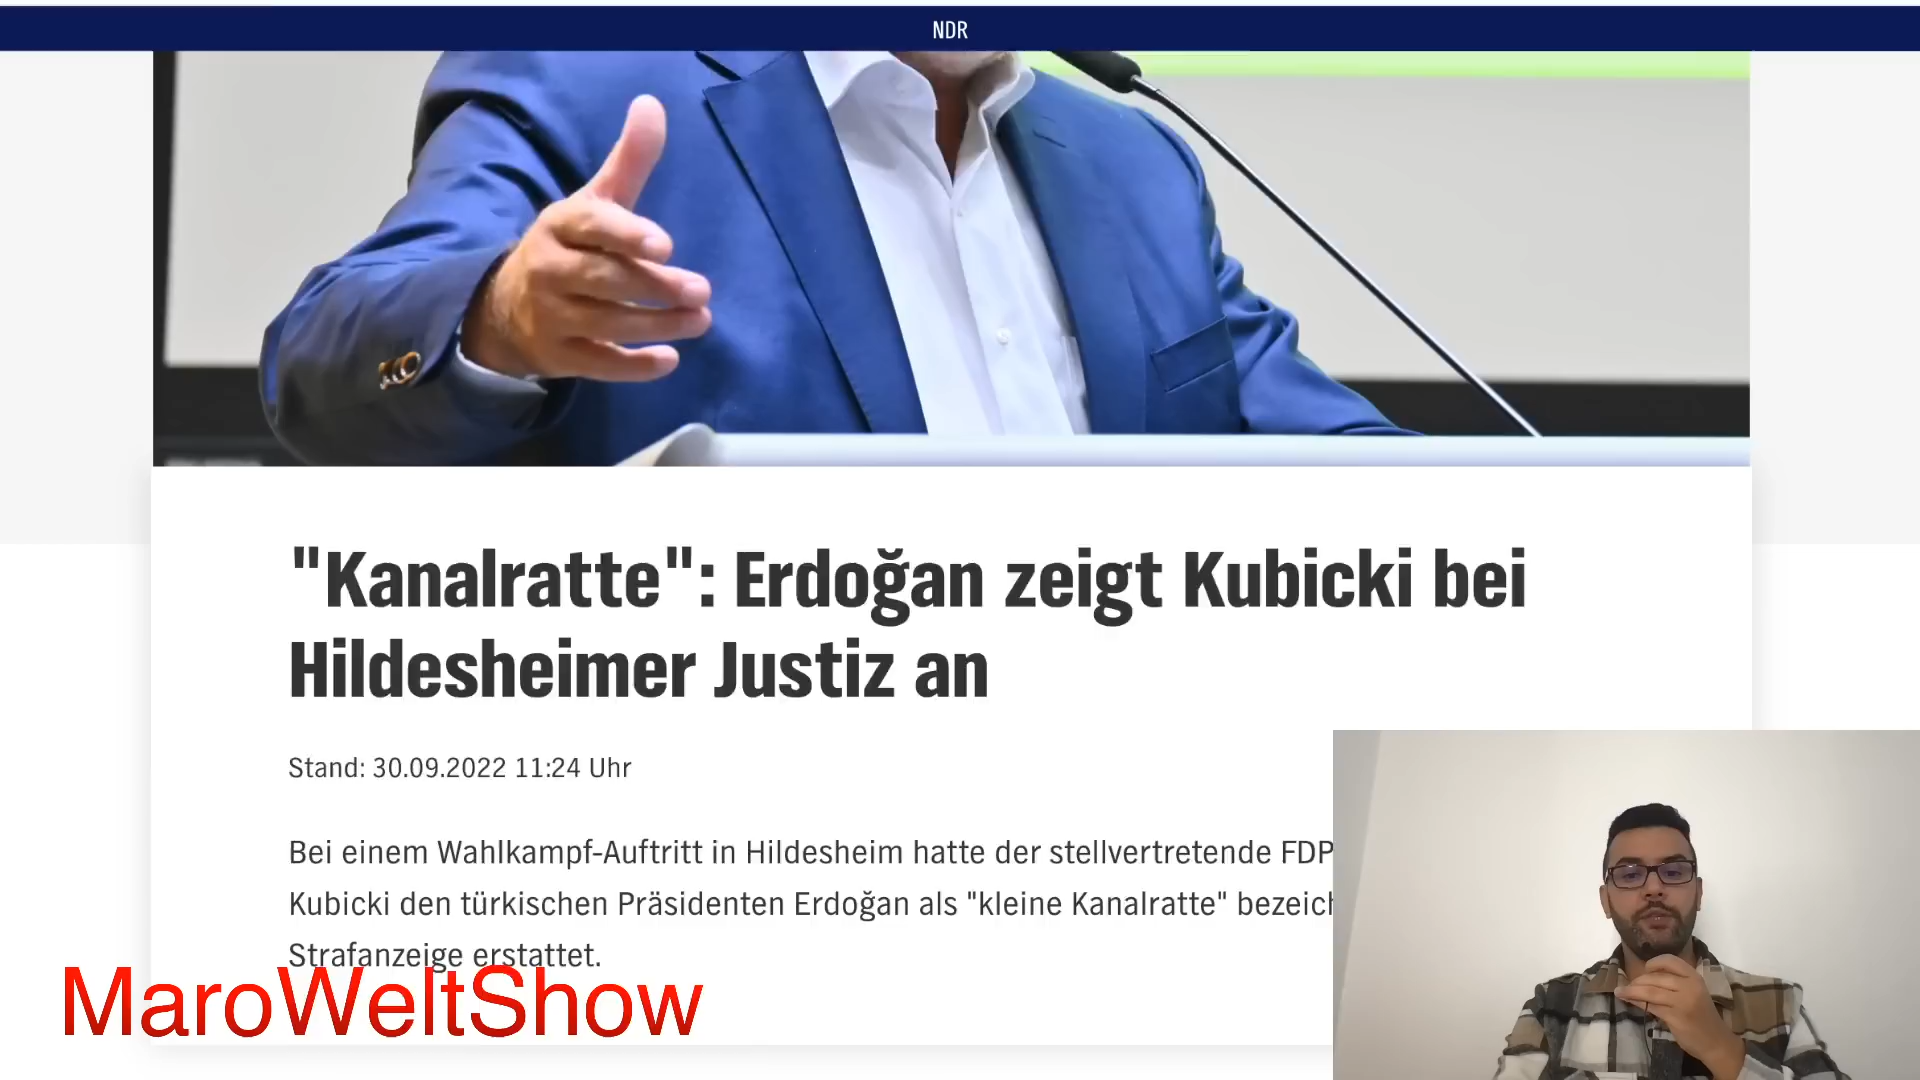 NDR
"Kanalratte": Erdoğan zeigt Kubicki bei
Hildesheimer Justiz an
Stand: 30.09.2022 11:24 Uhr
Bei einem Wahlkampf-Auftritt in Hildesheim hatte der stellvertretende FDP
Kubicki den türkischen Präsidenten Erdoğan als "kleine Kanalratte"
Strafanzeige erstattet.
MaroWeltShow